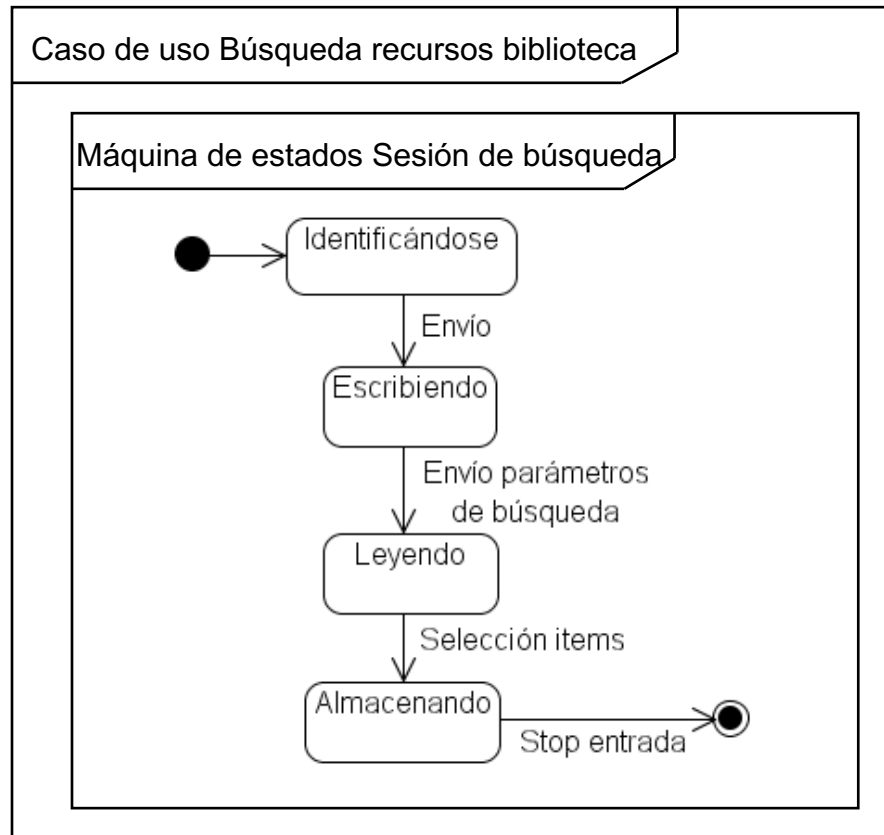 Caso de uso Búsqueda recursos biblioteca
Máquina de estados Sesión de búsqueda
Identificándose
Envío
Escribiendo
Envío parámetros
de búsqueda
Leyendo
Selección items
Almacenando
Stop entrada